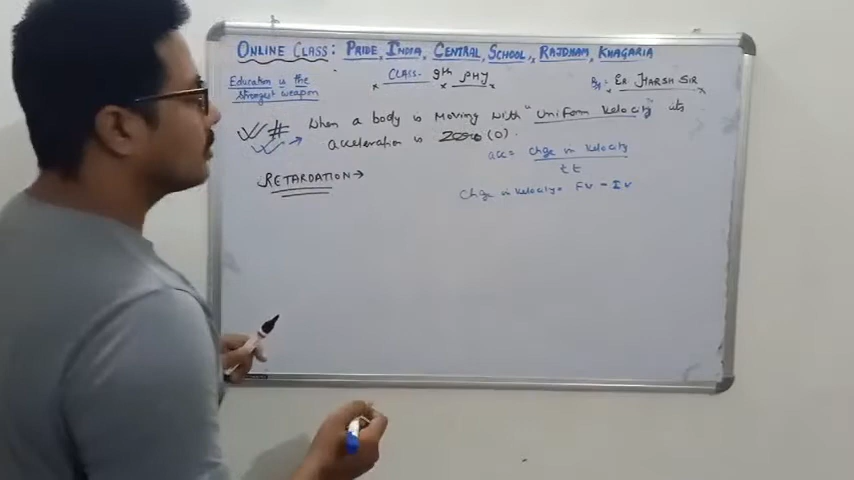 ONLINE CLASS: PRIDE INDIA CENTRAL SCHOOL, RAJDHAM, KHAGARIA
Education is the
strongest weapon
CLASS- 9th PHY
By- Er HARSH SIR
# When a body is Moving with "Uniform Velocity" its
acceleration is zero (0).
acc = chge in velocity
tt
RETARDATION →
chge in velocity = FV - IV